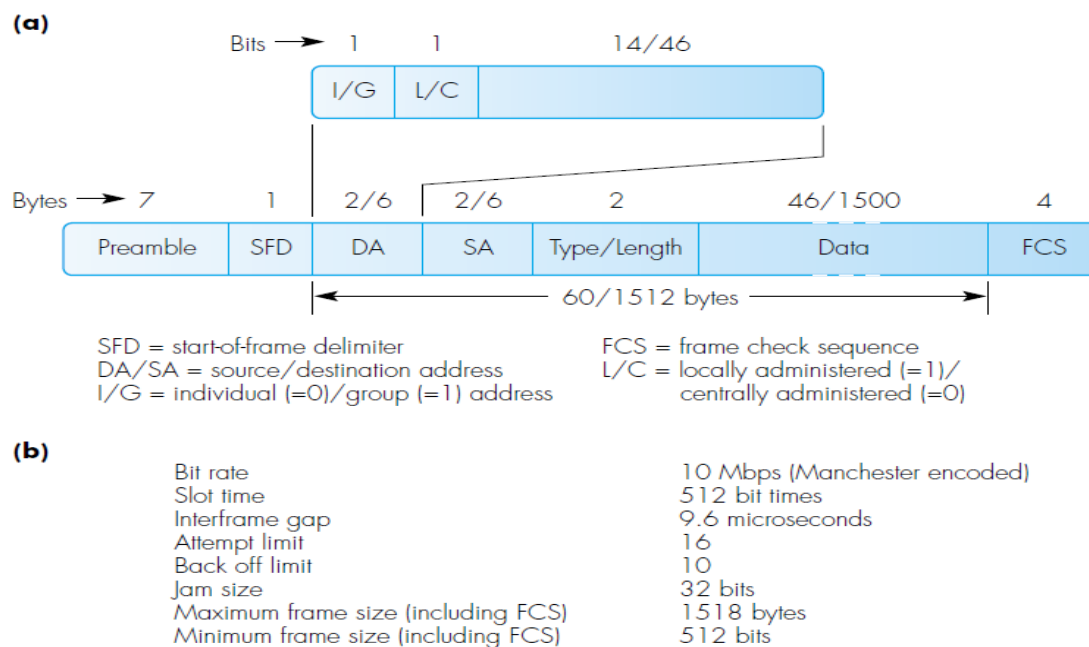 (a)
Bits 1 1 14/46
I/G L/C
Bytes 7 1 2/6 2/6 2 46/1500 4
Preamble SFD DA SA Type/Length Data FCS
60/1512 bytes
SFD = start-of-frame delimiter
DA/SA = source/destination address
I/G = individual (=0)/group (=1) address
FCS = frame check sequence
L/C = locally administered (=1)/
centrally administered (=0)
(b)
Bit rate 10 Mbps (Manchester encoded)
Slot time 512 bit times
Interframe gap 9.6 microseconds
Attempt limit 16
Back off limit 10
Jam size 32 bits
Maximum frame size (including FCS) 1518 bytes
Minimum frame size (including FCS) 512 bits